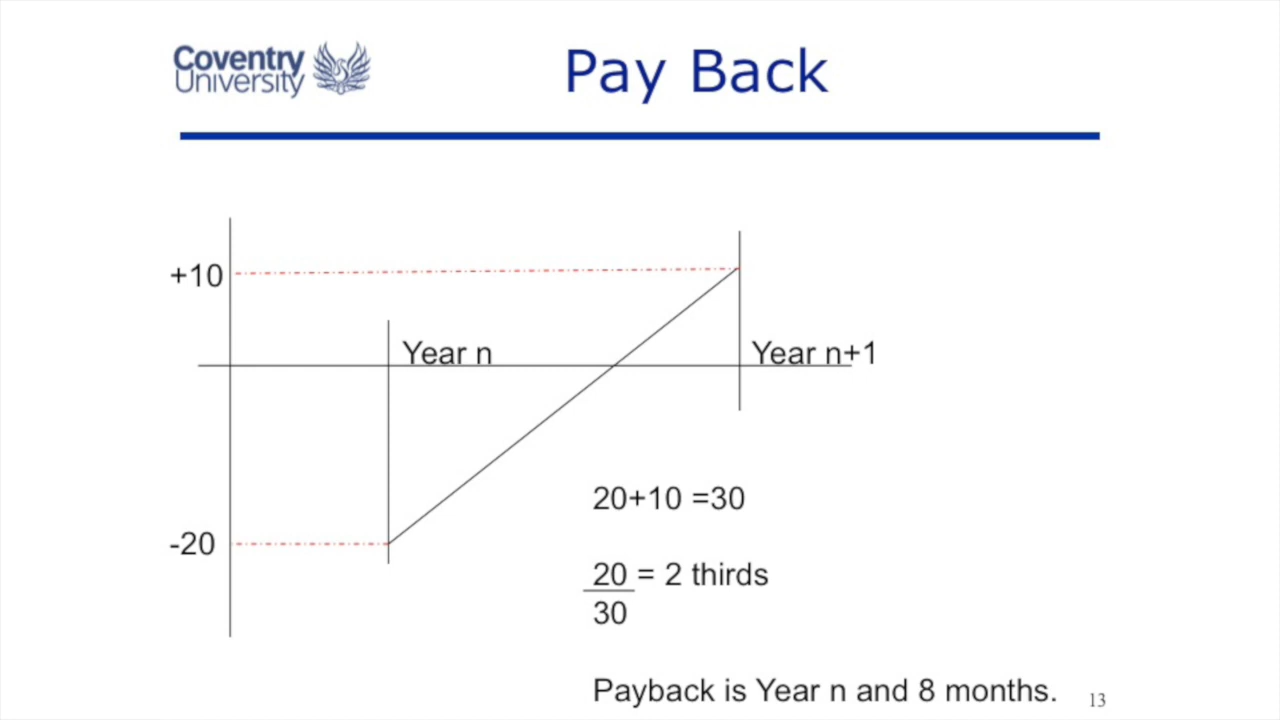 Coventry
University
Pay Back
+10
Year n
Year n+1
-20
20+10 =30
20 = 2 thirds
30
Payback is Year n and 8 months.
13